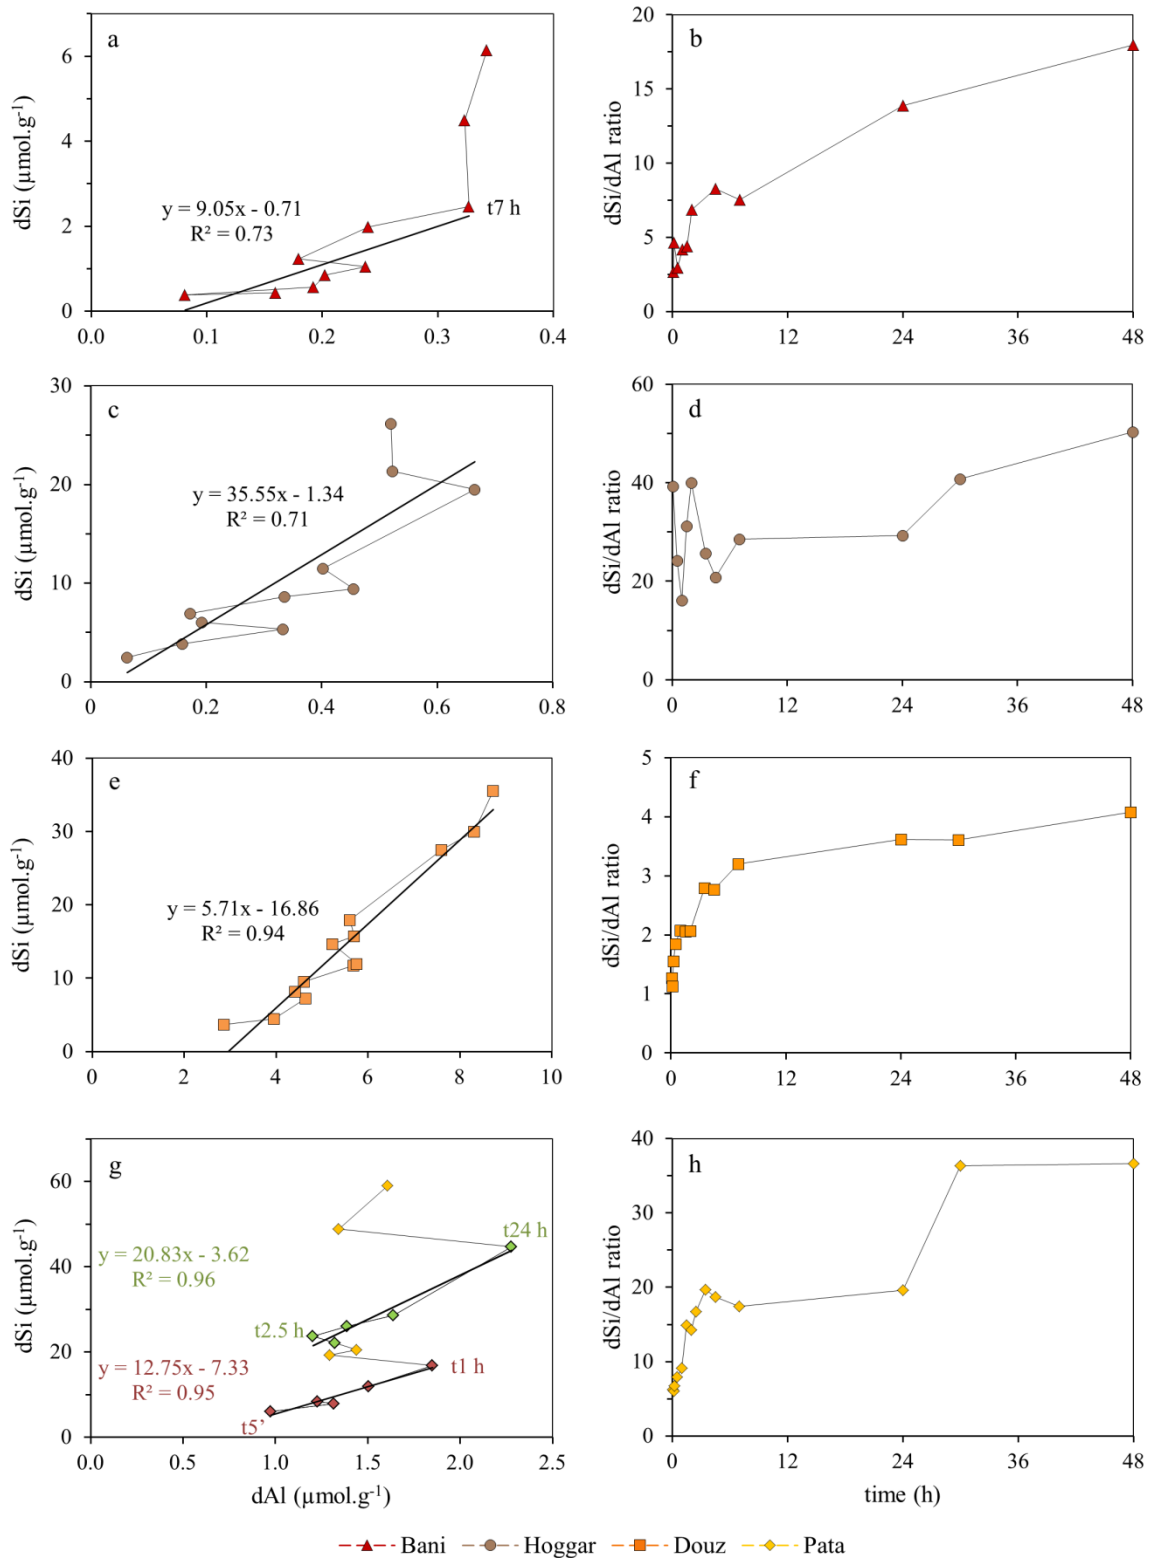 a
dSi (µmol.g⁻¹)
6
4
2
0
0.0 0.1 0.2 0.3 0.4
y = 9.05x - 0.71
R² = 0.73
t7 h
b
dSi/dAl ratio
20
15
10
5
0
0 12 24 36 48
c
dSi (µmol.g⁻¹)
30
20
10
0
0 0.2 0.4 0.6 0.8
y = 35.55x - 1.34
R² = 0.71
d
dSi/dAl ratio
60
40
20
0
0 12 24 36 48
e
dSi (µmol.g⁻¹)
40
30
20
10
0
0 2 4 6 8 10
y = 5.71x - 16.86
R² = 0.94
f
dSi/dAl ratio
5
4
3
2
1
0
0 12 24 36 48
g
dSi (µmol.g⁻¹)
60
40
20
0
0.0 0.5 1.0 1.5 2.0 2.5
t24 h
y = 20.83x - 3.62
R² = 0.96
t2.5 h
y = 12.75x - 7.33
R² = 0.95
t1 h
t5’
dAl (µmol.g⁻¹)
h
dSi/dAl ratio
40
30
20
10
0
0 12 24 36 48
time (h)
Bani Hoggar Douz Pata